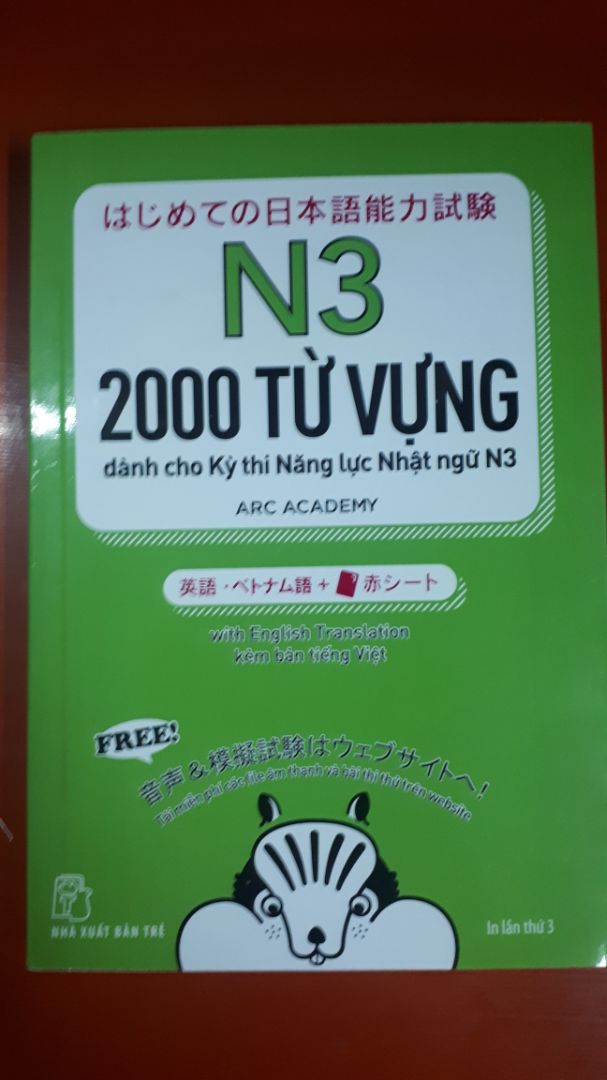 はじめての日本語能力試験
N3
2000 TỪ VỰNG
dành cho Kỳ thi Năng lực Nhật ngữ N3
ARC ACADEMY
英語・ベトナム語 + 赤シート
with English Translation
kèm bản tiếng Việt
FREE!
音声&模擬試験はウェブサイトへ!
Tải miễn phí các file âm thanh và bài thi thử trên website
NHÀ XUẤT BẢN TRẺ
In lần thứ 3